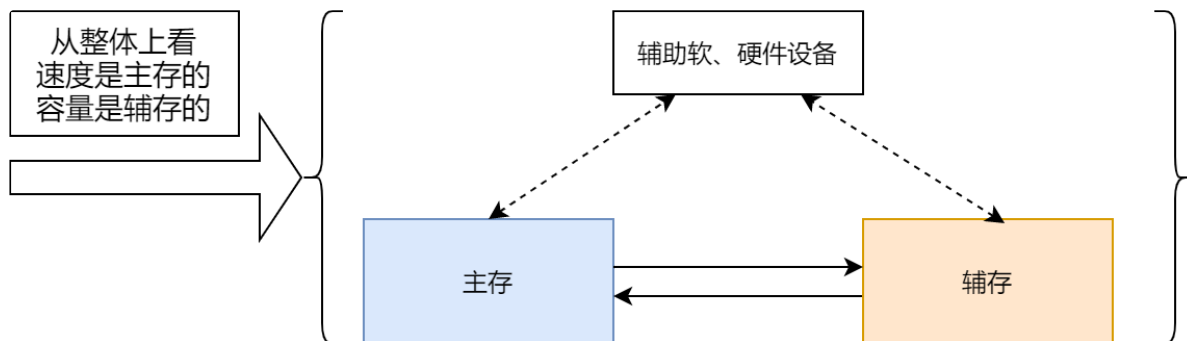 从整体上看
速度是主存的
容量是辅存的
辅助软、硬件设备
主存
辅存